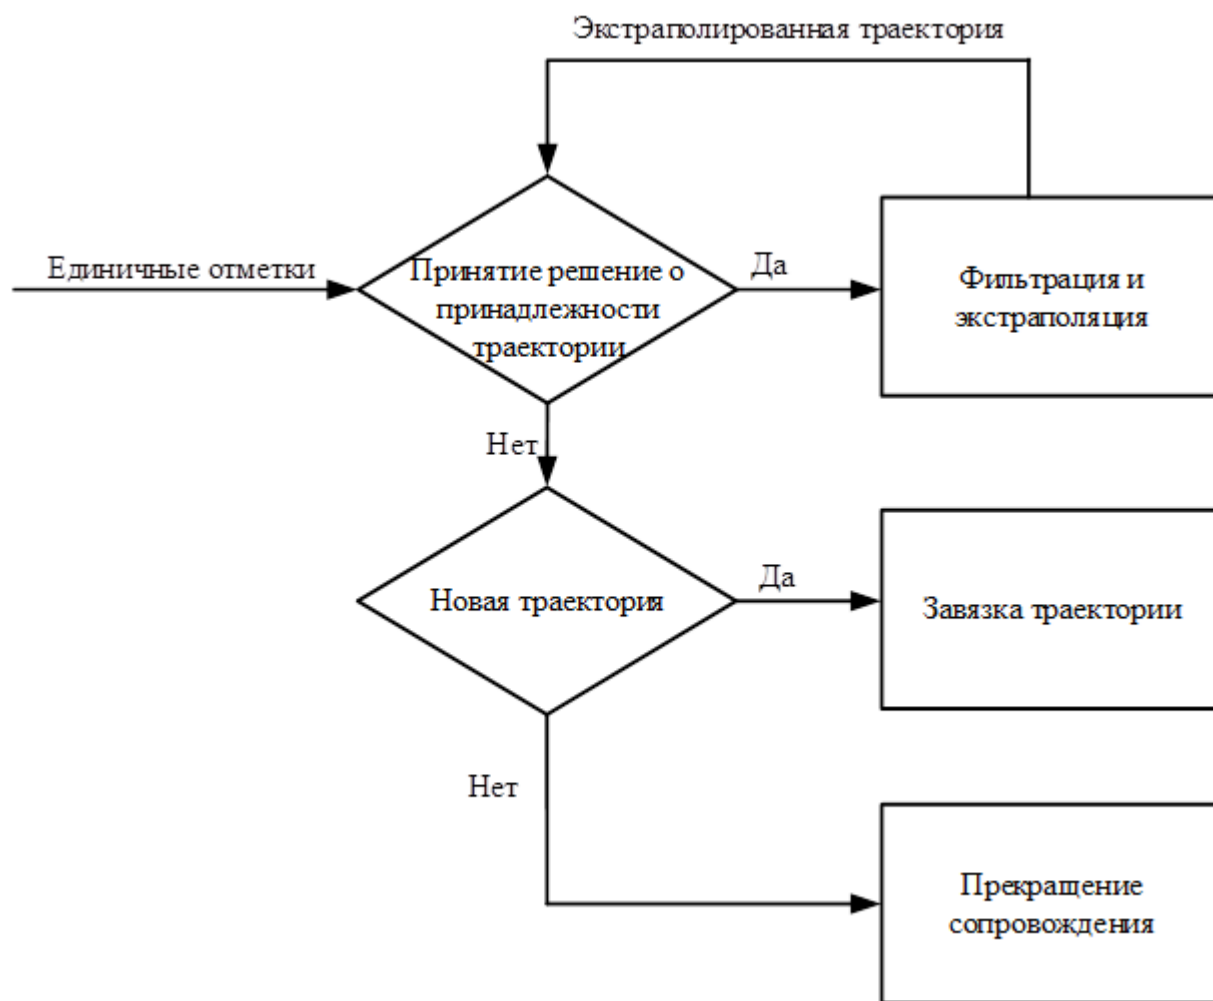 Экстраполированная траектория
Единичные отметки
Принятие решение о
принадлежности
траектории
Да
Фильтрация и
экстраполяция
Нет
Новая траектория
Да
Завязка траектории
Нет
Прекращение
сопровождения